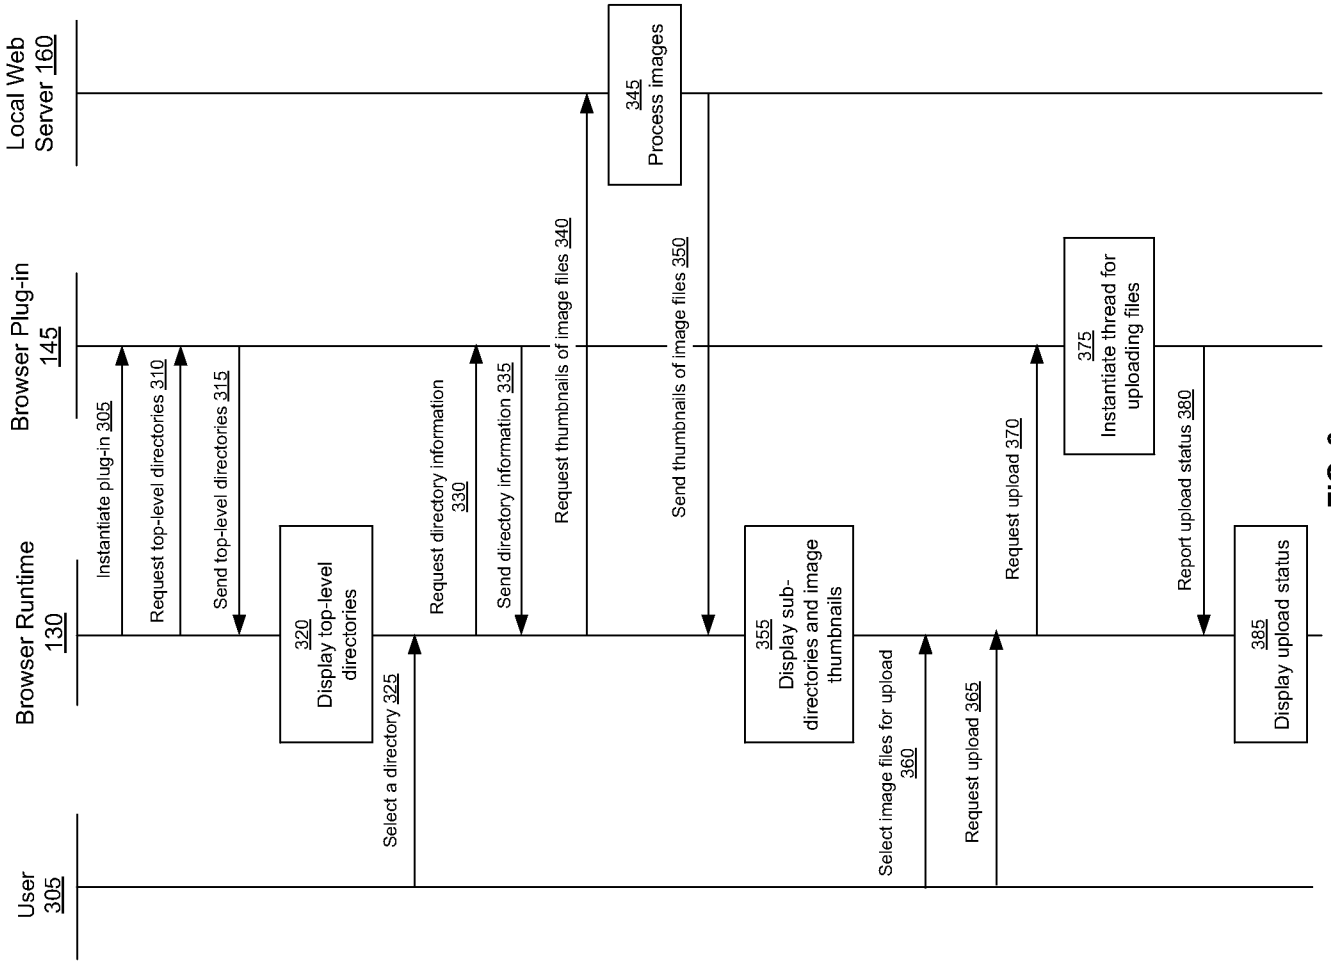 User
305
Browser Runtime
130
Browser Plug-in
145
Local Web
Server 160
Instantiate plug-in 305
Request top-level directories 310
Send top-level directories 315
320
Display top-level
directories
Select a directory 325
Request directory information
330
Send directory information 335
Request thumbnails of image files 340
345
Process images
Send thumbnails of image files 350
355
Display sub-
directories and image
thumbnails
Select image files for upload
360
Request upload 365
Request upload 370
375
Instantiate thread for
uploading files
Report upload status 380
385
Display upload status